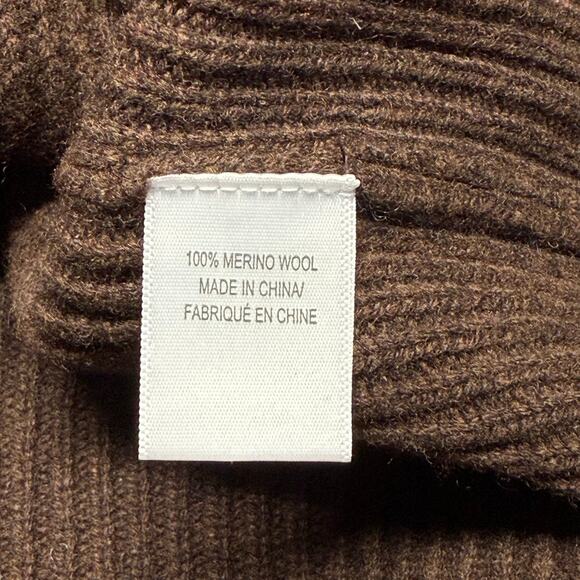 100% MERINO WOOL
MADE IN CHINA/
FABRIQUÉ EN CHINE